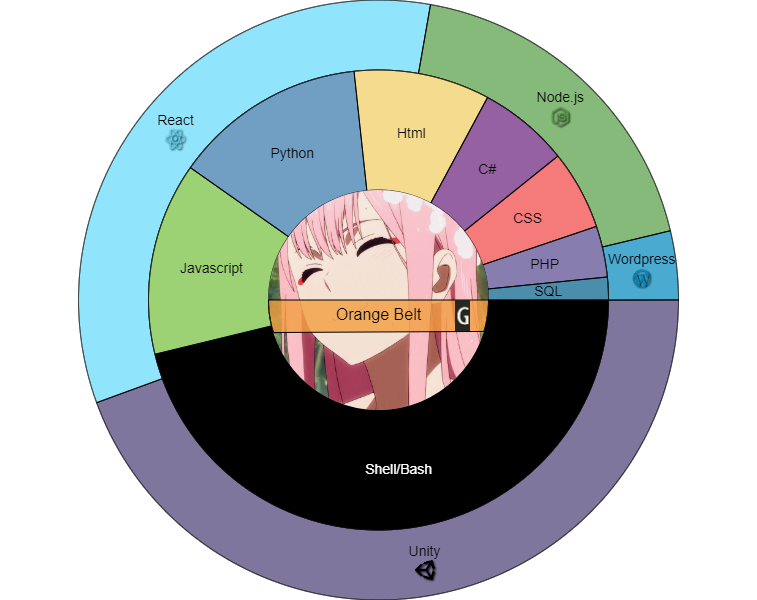 Node.js
React
Html
Python
C#
CSS
Wordpress
W
PHP
Javascript
SQL
Orange Belt G
Shell/Bash
Unity